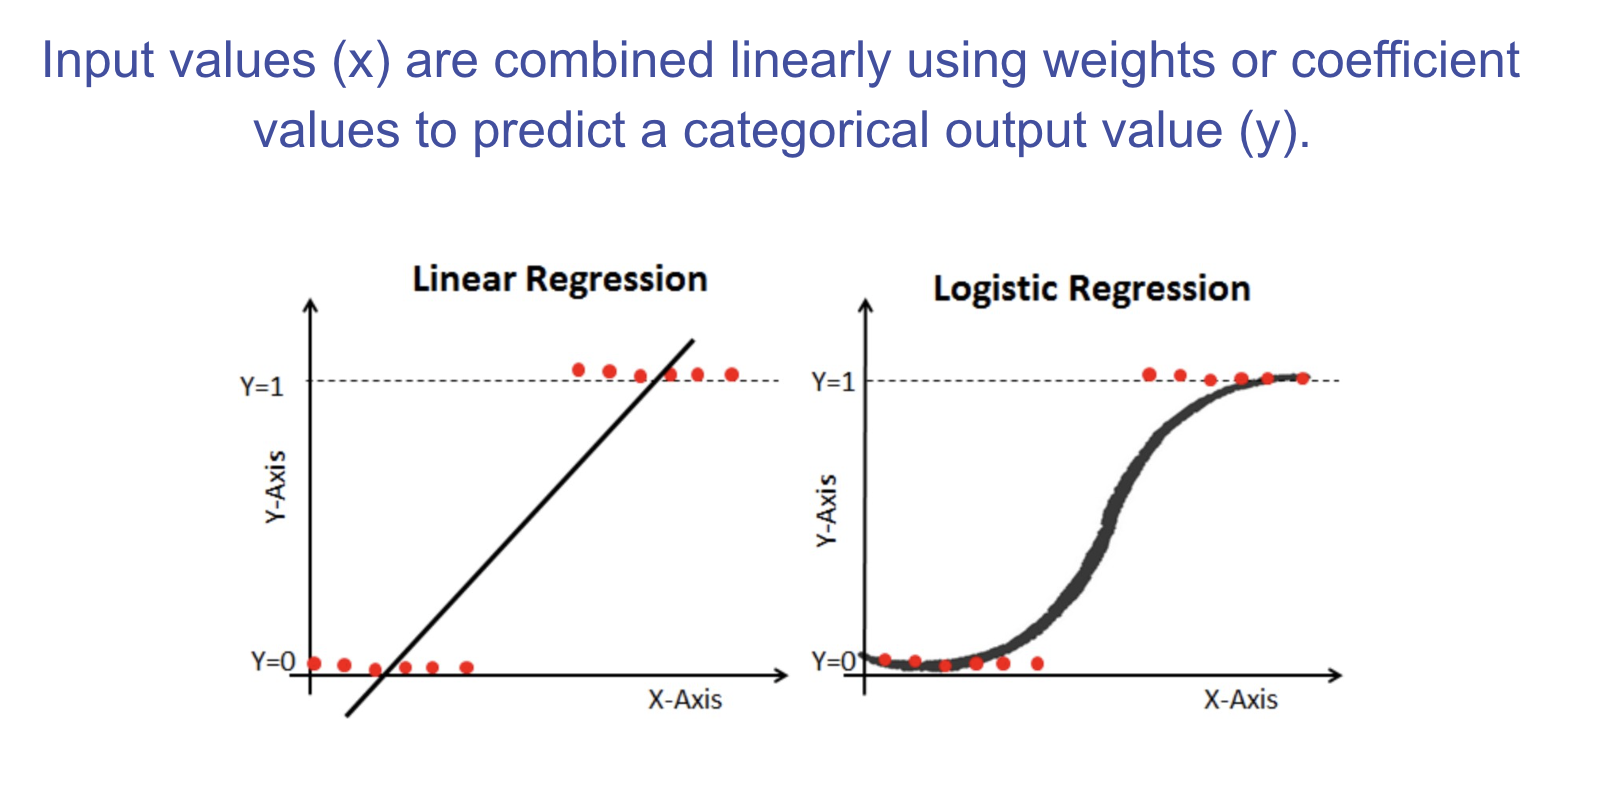 Input values (x) are combined linearly using weights or coefficient
values to predict a categorical output value (y).
Linear Regression
Y=1
Y-Axis
Y=0
X-Axis
Logistic Regression
Y=1
Y-Axis
Y=0
X-Axis